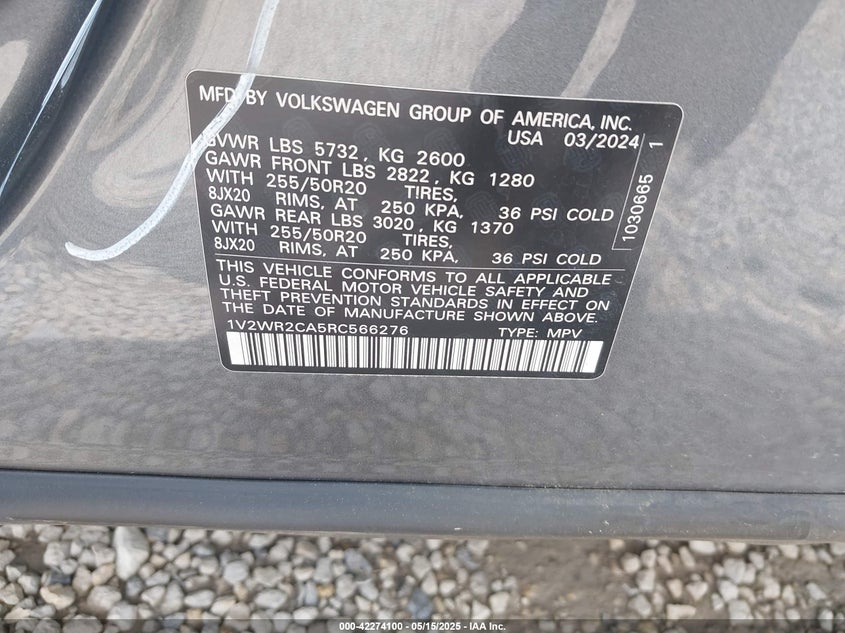 MFD BY VOLKSWAGEN GROUP OF AMERICA, INC.
USA 03/2024
GVWR LBS 5732, KG 2600
GAWR FRONT LBS 2822, KG 1280
WITH 255/50R20 TIRES,
8JX20 RIMS, AT 250 KPA, 36 PSI COLD
GAWR REAR LBS 3020, KG 1370
WITH 255/50R20 TIRES,
8JX20 RIMS, AT 250 KPA, 36 PSI COLD
THIS VEHICLE CONFORMS TO ALL APPLICABLE
U.S. FEDERAL MOTOR VEHICLE SAFETY AND
THEFT PREVENTION STANDARDS IN EFFECT ON
THE DATE OF MANUFACTURE SHOWN ABOVE.
1V2WR2CA5RC566276 TYPE: MPV
1030665 1
000-42274100 - 05/15/2025 - IAA Inc.